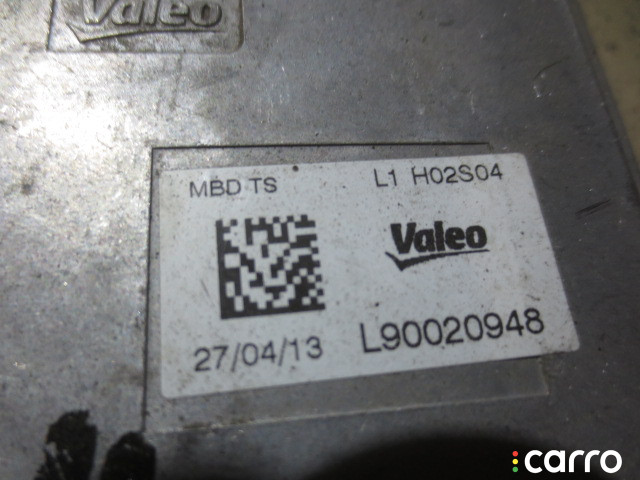 Valeo
MBD TS
L1 H02S04
Valeo
27/04/13
L90020948
carro